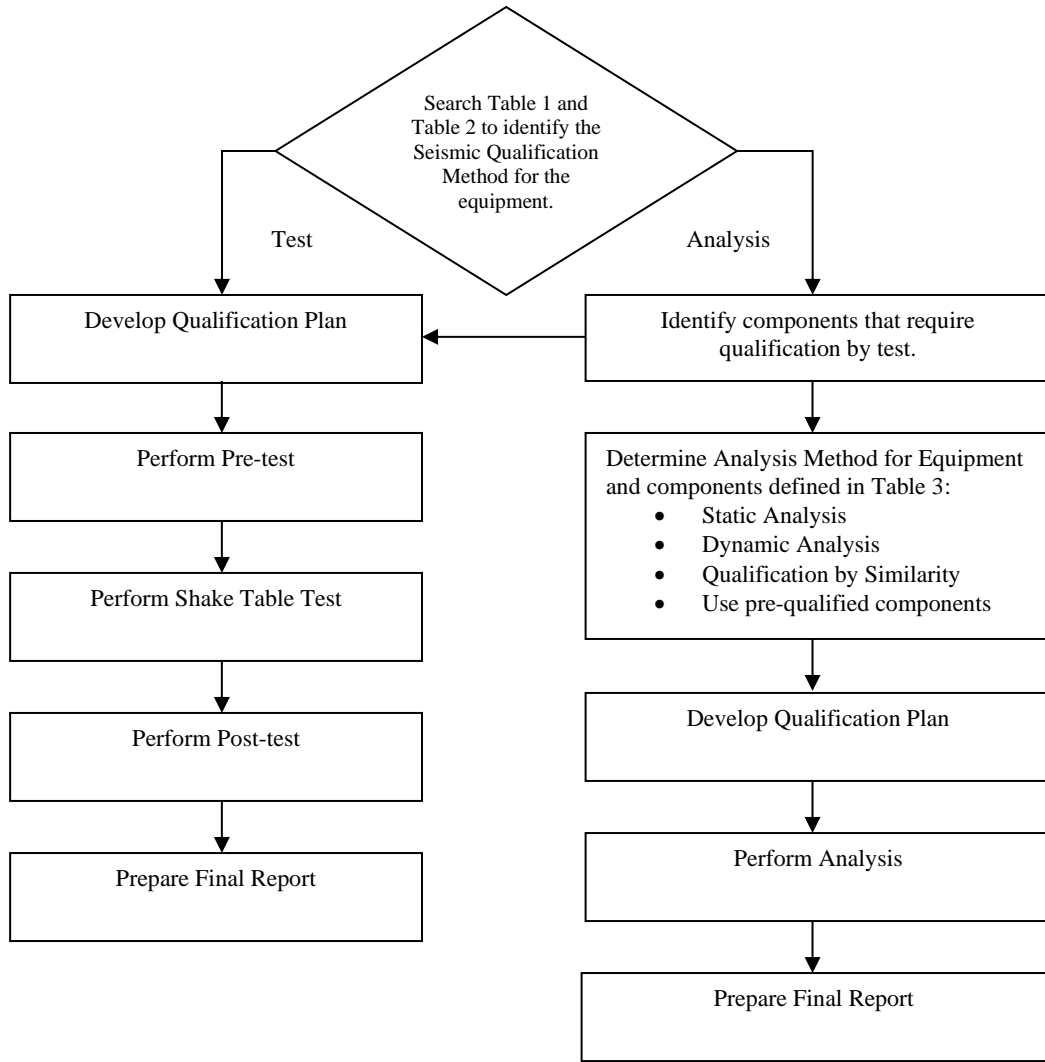 Search Table 1 and
Table 2 to identify the
Seismic Qualification
Method for the
equipment.
Test
Analysis
Develop Qualification Plan
Perform Pre-test
Perform Shake Table Test
Perform Post-test
Prepare Final Report
Identify components that require
qualification by test.
Determine Analysis Method for Equipment
and components defined in Table 3:
• Static Analysis
• Dynamic Analysis
• Qualification by Similarity
• Use pre-qualified components
Develop Qualification Plan
Perform Analysis
Prepare Final Report